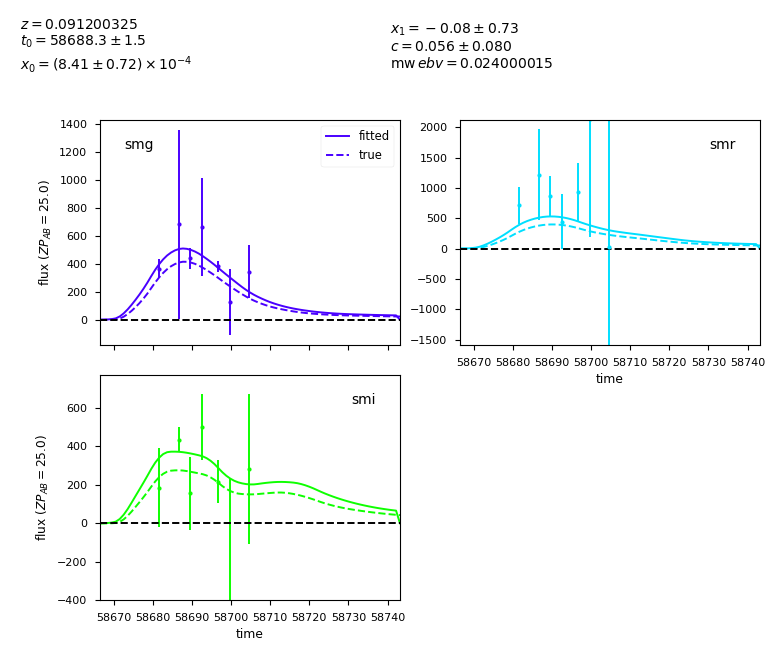 z = 0.091200325
t₀ = 58688.3 ± 1.5
x₀ = (8.41 ± 0.72) × 10⁻⁴
x₁ = −0.08 ± 0.73
c = 0.056 ± 0.080
mw ebv = 0.024000015
smg
fitted
true
1400
1200
1000
800
600
400
200
0
flux (ZP_AB = 25.0)
smr
2000
1500
1000
500
0
−500
−1000
−1500
58670 58680 58690 58700 58710 58720 58730 58740
time
smi
600
400
200
0
−200
−400
flux (ZP_AB = 25.0)
58670 58680 58690 58700 58710 58720 58730 58740
time